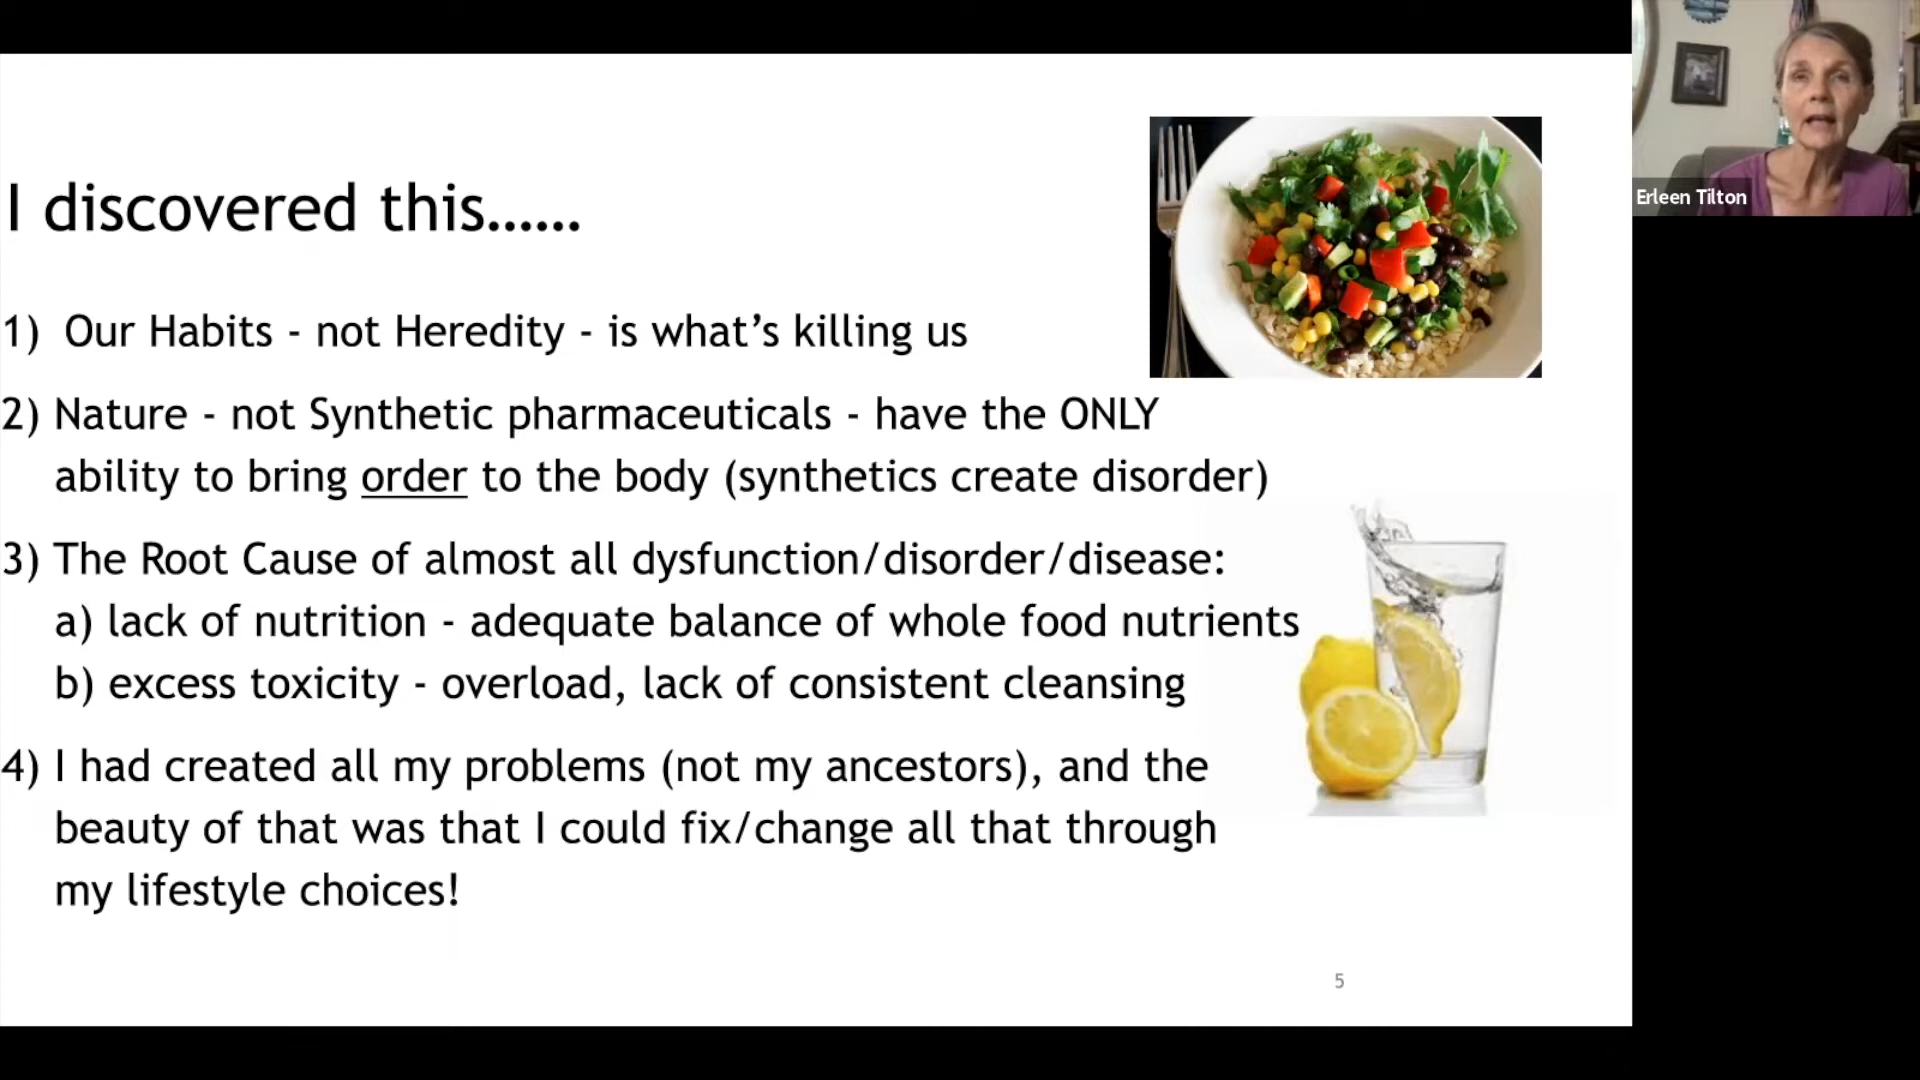 I discovered this......
1) Our Habits - not Heredity - is what’s killing us
2) Nature - not Synthetic pharmaceuticals - have the ONLY
ability to bring order to the body (synthetics create disorder)
3) The Root Cause of almost all dysfunction/disorder/disease:
a) lack of nutrition - adequate balance of whole food nutrients
b) excess toxicity - overload, lack of consistent cleansing
4) I had created all my problems (not my ancestors), and the
beauty of that was that I could fix/change all that through
my lifestyle choices!
5
Erleen Tilton